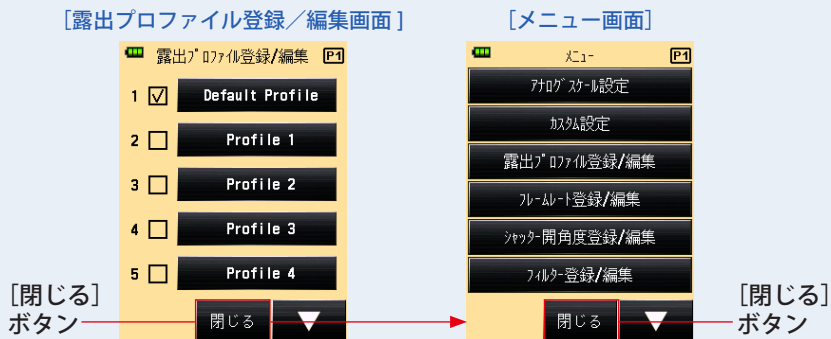 [露出プロファイル登録／編集画面]
露出ﾌﾟﾛﾌｧｲﾙ登録/編集 P1
1 Default Profile
2 Profile 1
3 Profile 2
4 Profile 3
5 Profile 4
閉じる
［閉じる］
ボタン
［メニュー画面］
ﾒﾆｭｰ P1
ｱﾅﾛｸﾞｽｹｰﾙ設定
ｶｽﾀﾑ設定
露出ﾌﾟﾛﾌｧｲﾙ登録/編集
ﾌﾚｰﾑﾚｰﾄ登録/編集
ｼｬｯﾀｰ開角度登録/編集
ﾌｨﾙﾀｰ登録/編集
閉じる
［閉じる］
ボタン